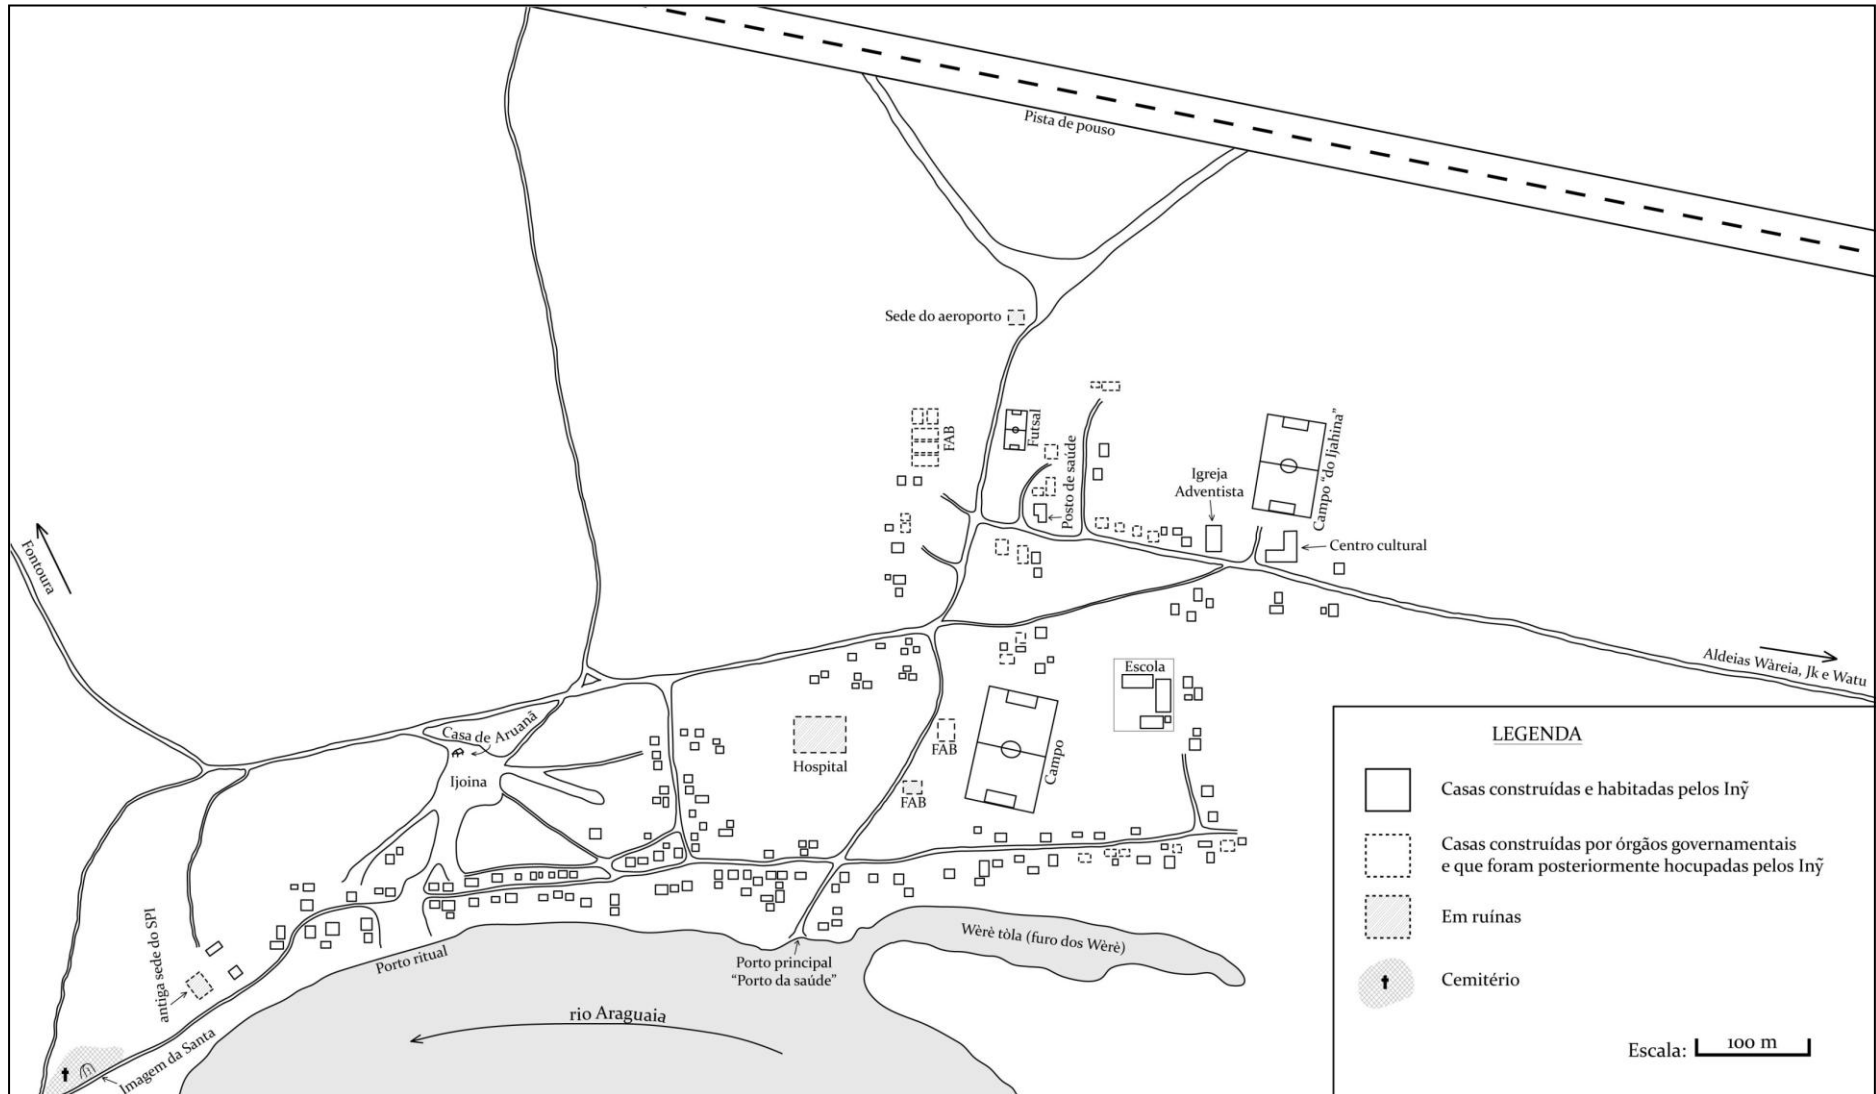 Pista de pouso
Sede do aeroporto
FAB
Futsal
Posto de saúde
Igreja
Adventista
Campo “do Ijahina”
Centro cultural
Fontoura
Aldeias Wàreia, Jk e Watu
Escola
Casa de Aruanã
Ijoina
Hospital
FAB
FAB
Campo
antiga sede do SPI
Porto ritual
Porto principal
“Porto da saúde”
Wèrè tòla (furo dos Wèrè)
rio Araguaia
Imagem da Santa
LEGENDA
Casas construídas e habitadas pelos Inỹ
Casas construídas por órgãos governamentais
e que foram posteriormente hocupadas pelos Inỹ
Em ruínas
Cemitério
Escala: 100 m